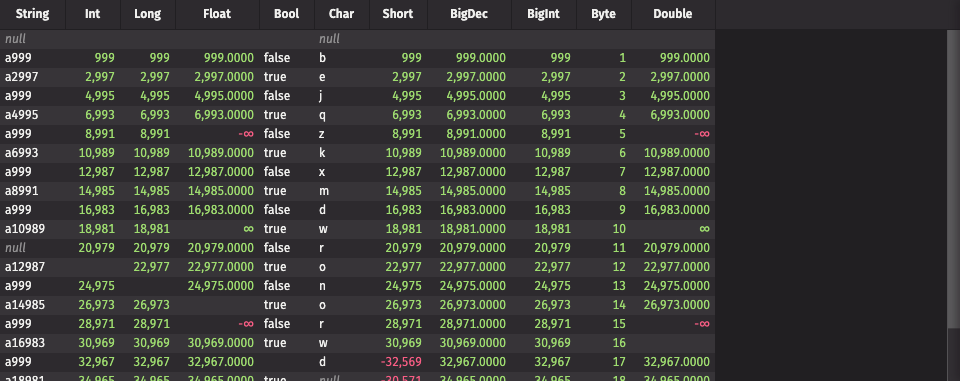 String Int Long Float Bool Char Short BigDec BigInt Byte Double
null null
a999 999 999 999.0000 false b 999 999.0000 999 1 999.0000
a2997 2,997 2,997 2,997.0000 true e 2,997 2,997.0000 2,997 2 2,997.0000
a999 4,995 4,995 4,995.0000 false j 4,995 4,995.0000 4,995 3 4,995.0000
a4995 6,993 6,993 6,993.0000 true q 6,993 6,993.0000 6,993 4 6,993.0000
a999 8,991 8,991 -∞ false z 8,991 8,991.0000 8,991 5 -∞
a6993 10,989 10,989 10,989.0000 true k 10,989 10,989.0000 10,989 6 10,989.0000
a999 12,987 12,987 12,987.0000 false x 12,987 12,987.0000 12,987 7 12,987.0000
a8991 14,985 14,985 14,985.0000 true m 14,985 14,985.0000 14,985 8 14,985.0000
a999 16,983 16,983 16,983.0000 false d 16,983 16,983.0000 16,983 9 16,983.0000
a10989 18,981 18,981 ∞ true w 18,981 18,981.0000 18,981 10 ∞
null 20,979 20,979 20,979.0000 false r 20,979 20,979.0000 20,979 11 20,979.0000
a12987 22,977 22,977.0000 true o 22,977 22,977.0000 22,977 12 22,977.0000
a999 24,975 24,975.0000 false n 24,975 24,975.0000 24,975 13 24,975.0000
a14985 26,973 26,973 true o 26,973 26,973.0000 26,973 14 26,973.0000
a999 28,971 28,971 -∞ false r 28,971 28,971.0000 28,971 15 -∞
a16983 30,969 30,969 30,969.0000 true w 30,969 30,969.0000 30,969 16
a999 32,967 32,967 32,967.0000 d -32,569 32,967.0000 32,967 17 32,967.0000
a18981 34,965 34,965 34,965.0000 true null -30,571 34,965.0000 34,965 18 34,965.0000